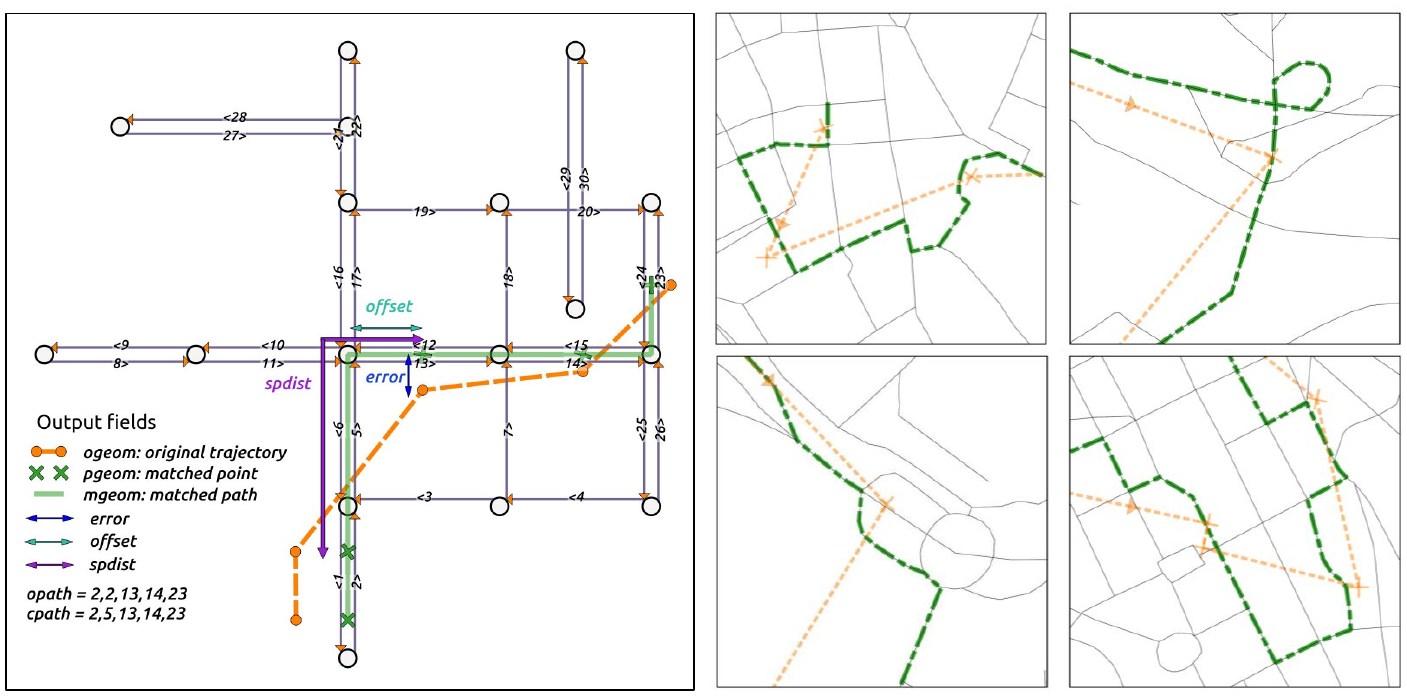 <28
27>
<21
22>
<29
30>
19>
20>
<16
17>
18>
<24
23>
offset
<9
<10
<12
<15
8>
11>
13>
14>
spdist
error
Output fields
ogeom: original trajectory
pgeom: matched point
mgeom: matched path
error
offset
spdist
<6
5>
7>
<25
26>
<3
<4
<1
2>
opath = 2,2,13,14,23
cpath = 2,5,13,14,23